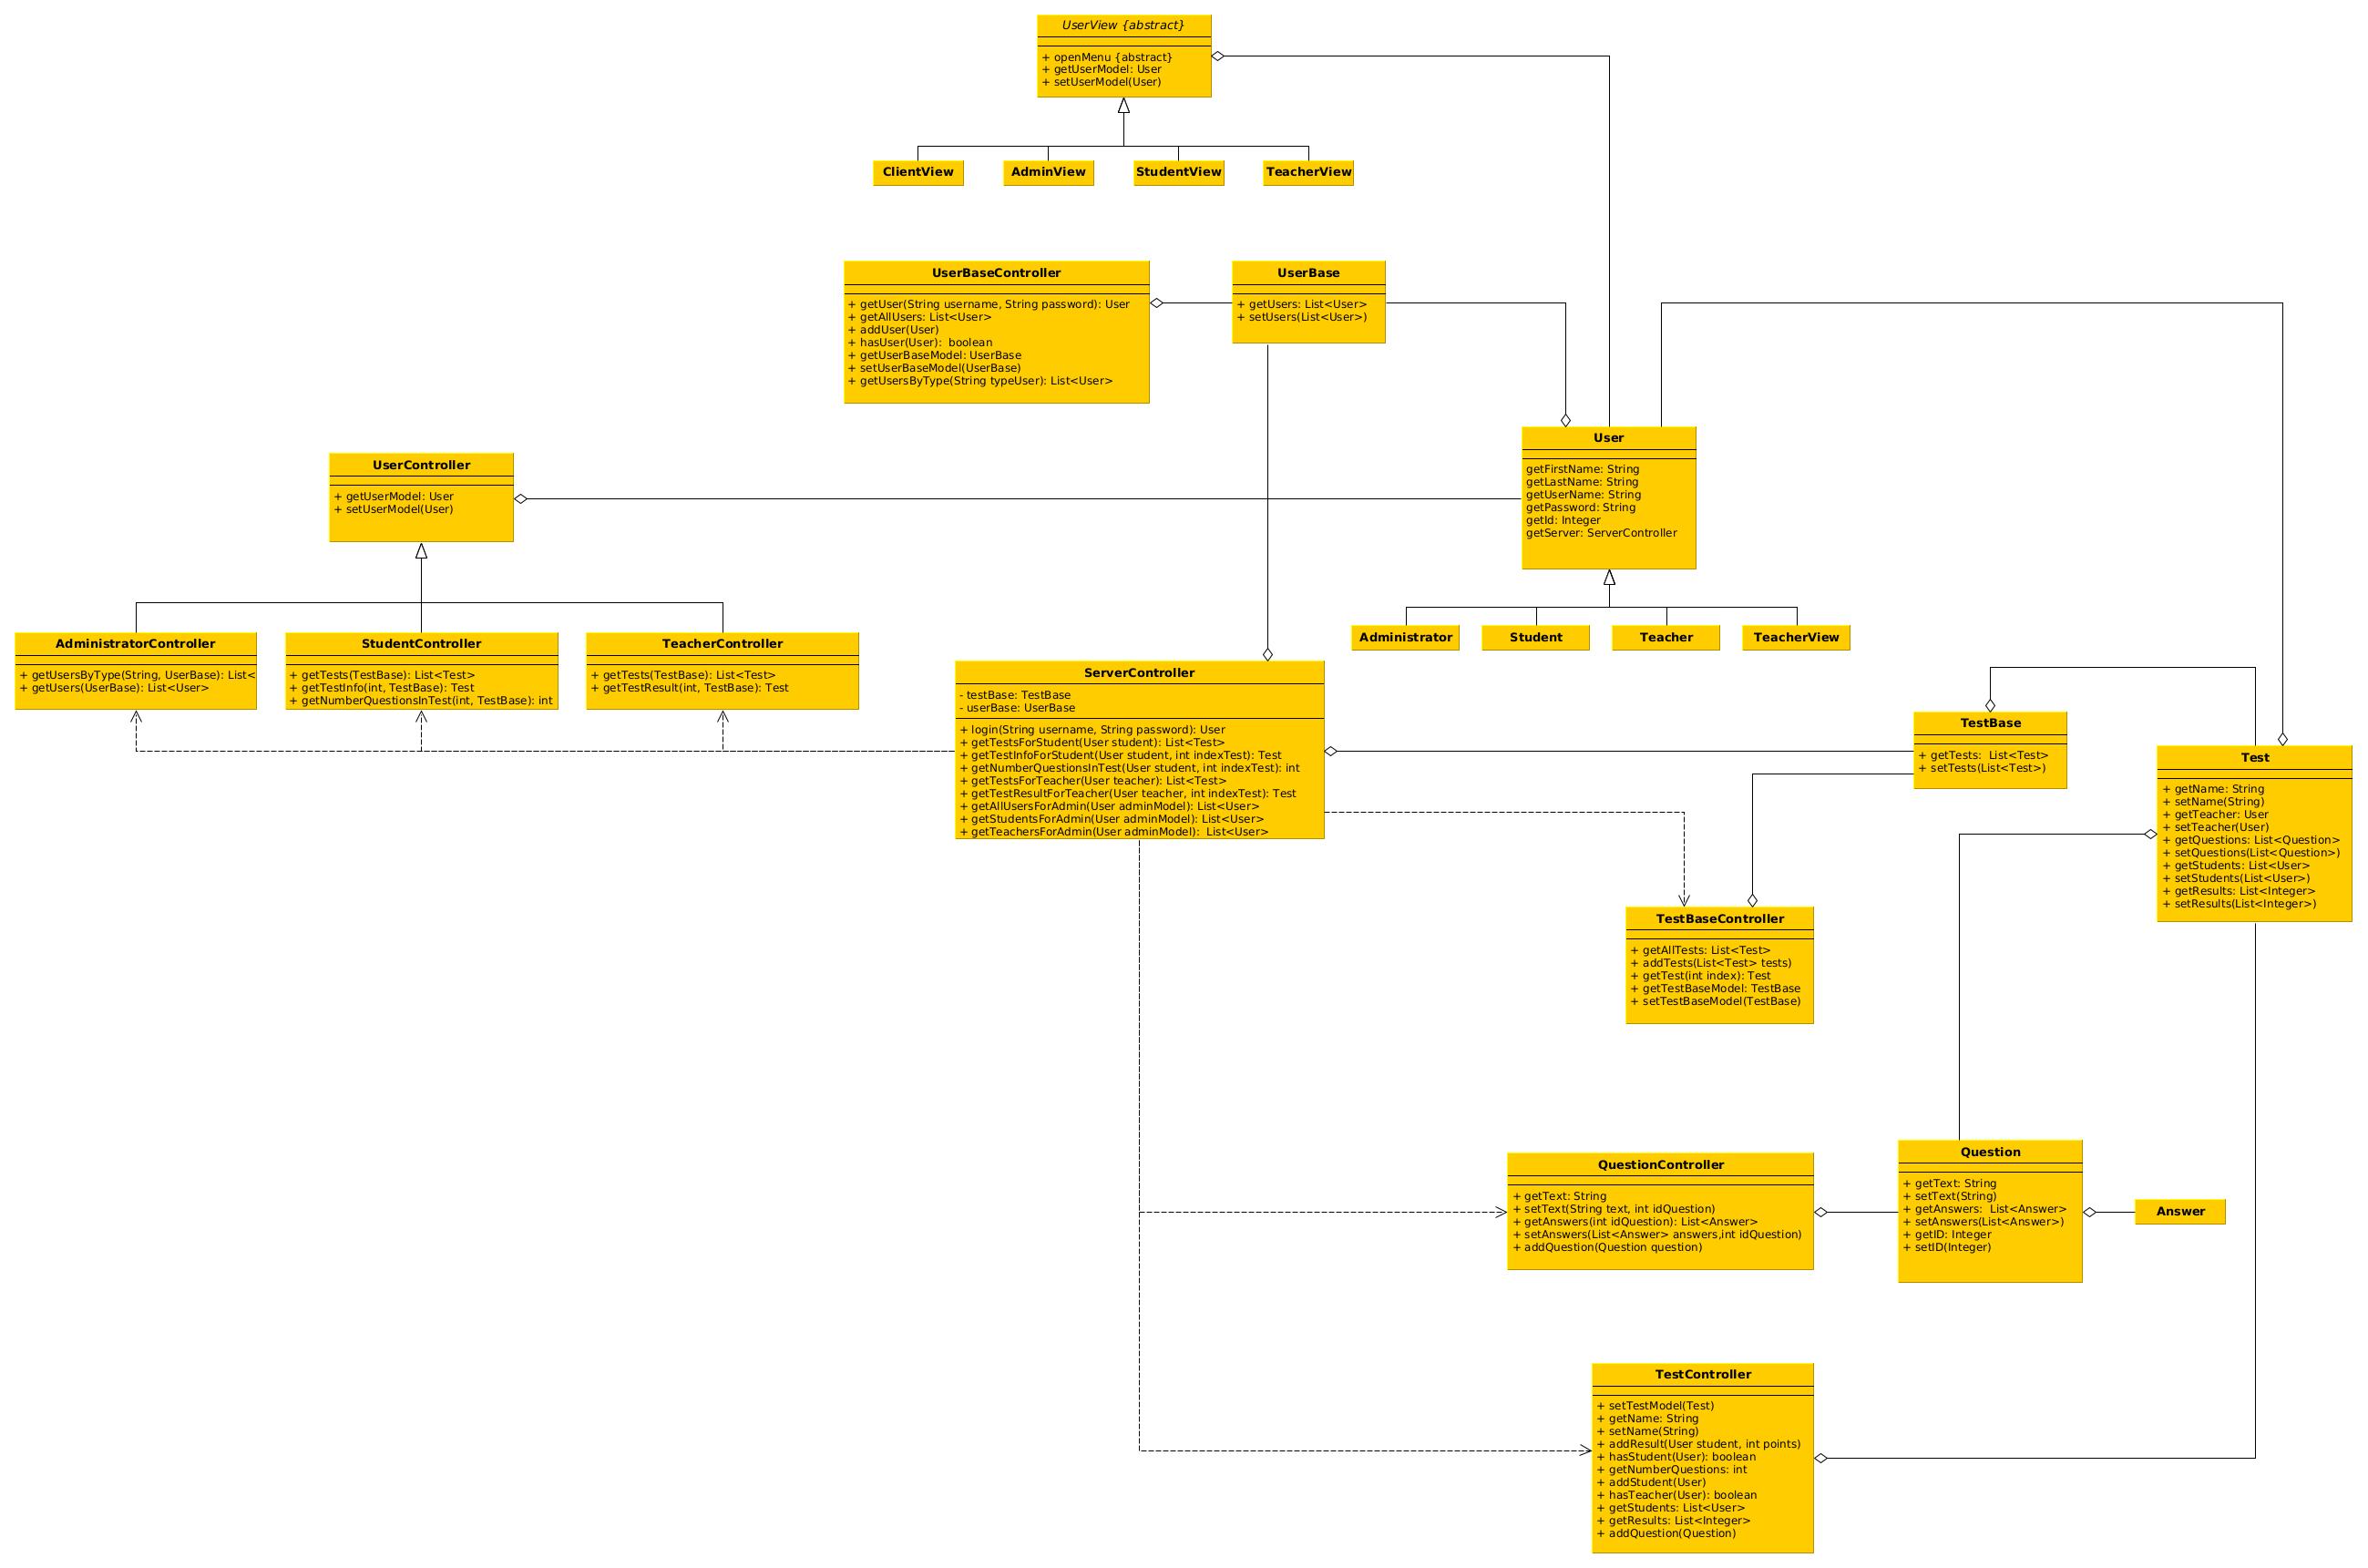 UserView {abstract}
+ openMenu {abstract}
+ getUserModel: User
+ setUserModel(User)
ClientView
AdminView
StudentView
TeacherView
UserBaseController
+ getUser(String username, String password): User
+ getAllUsers: List<User>
+ addUser(User)
+ hasUser(User):  boolean
+ getUserBaseModel: UserBase
+ setUserBaseModel(UserBase)
+ getUsersByType(String typeUser): List<User>
UserBase
+ getUsers: List<User>
+ setUsers(List<User>)
User
getFirstName: String
getLastName: String
getUserName: String
getPassword: String
getId: Integer
getServer: ServerController
UserController
+ getUserModel: User
+ setUserModel(User)
Administrator
Student
Teacher
TeacherView
AdministratorController
+ getUsersByType(String, UserBase): List<
+ getUsers(UserBase): List<User>
StudentController
+ getTests(TestBase): List<Test>
+ getTestInfo(int, TestBase): Test
+ getNumberQuestionsInTest(int, TestBase): int
TeacherController
+ getTests(TestBase): List<Test>
+ getTestResult(int, TestBase): Test
ServerController
- testBase: TestBase
- userBase: UserBase
+ login(String username, String password): User
+ getTestsForStudent(User student): List<Test>
+ getTestInfoForStudent(User student, int indexTest): Test
+ getNumberQuestionsInTest(User student, int indexTest): int
+ getTestsForTeacher(User teacher): List<Test>
+ getTestResultForTeacher(User teacher, int indexTest): Test
+ getAllUsersForAdmin(User adminModel): List<User>
+ getStudentsForAdmin(User adminModel): List<User>
+ getTeachersForAdmin(User adminModel):  List<User>
TestBase
+ getTests:  List<Test>
+ setTests(List<Test>)
Test
+ getName: String
+ setName(String)
+ getTeacher: User
+ setTeacher(User)
+ getQuestions: List<Question>
+ setQuestions(List<Question>)
+ getStudents: List<User>
+ setStudents(List<User>)
+ getResults: List<Integer>
+ setResults(List<Integer>)
TestBaseController
+ getAllTests: List<Test>
+ addTests(List<Test> tests)
+ getTest(int index): Test
+ getTestBaseModel: TestBase
+ setTestBaseModel(TestBase)
QuestionController
+ getText: String
+ setText(String text, int idQuestion)
+ getAnswers(int idQuestion): List<Answer>
+ setAnswers(List<Answer> answers,int idQuestion)
+ addQuestion(Question question)
Question
+ getText: String
+ setText(String)
+ getAnswers:  List<Answer>
+ setAnswers(List<Answer>)
+ getID: Integer
+ setID(Integer)
Answer
TestController
+ setTestModel(Test)
+ getName: String
+ setName(String)
+ addResult(User student, int points)
+ hasStudent(User): boolean
+ getNumberQuestions: int
+ addStudent(User)
+ hasTeacher(User): boolean
+ getStudents: List<User>
+ getResults: List<Integer>
+ addQuestion(Question)